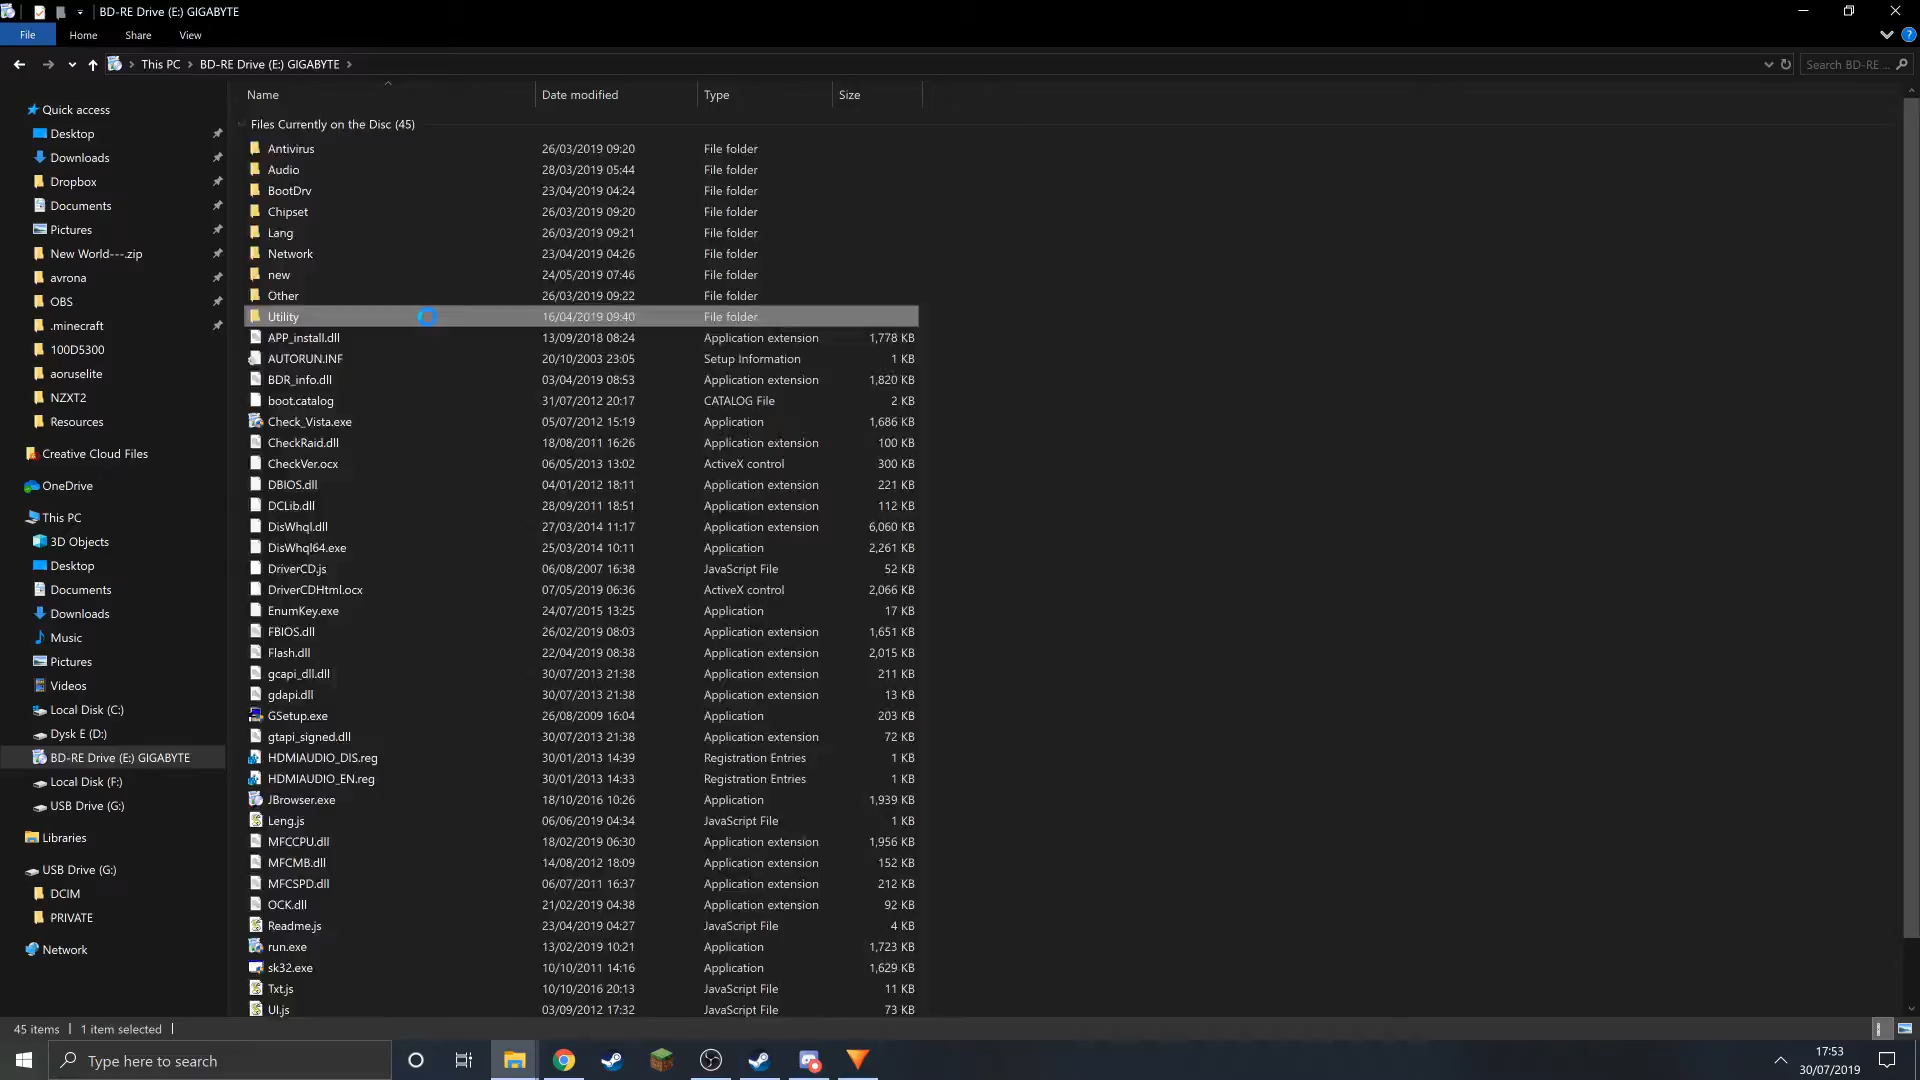 BD-RE Drive (E:) GIGABYTE
File Home Share View
This PC BD-RE Drive (E:) GIGABYTE Search BD-RE ...
Name Date modified Type Size
Files Currently on the Disc (45)
Quick access
Desktop
Downloads
Dropbox
Documents
Pictures
New World---.zip
avrona
OBS
.minecraft
100D5300
aoruselite
NZXT2
Resources
Creative Cloud Files
OneDrive
This PC
3D Objects
Desktop
Documents
Downloads
Music
Pictures
Videos
Local Disk (C:)
Dysk E (D:)
BD-RE Drive (E:) GIGABYTE
Local Disk (F:)
USB Drive (G:)
Libraries
USB Drive (G:)
DCIM
PRIVATE
Network
Antivirus 26/03/2019 09:20 File folder
Audio 28/03/2019 05:44 File folder
BootDrv 23/04/2019 04:24 File folder
Chipset 26/03/2019 09:20 File folder
Lang 26/03/2019 09:21 File folder
Network 23/04/2019 04:26 File folder
new 24/05/2019 07:46 File folder
Other 26/03/2019 09:22 File folder
Utility 16/04/2019 09:40 File folder
APP_install.dll 13/09/2018 08:24 Application extension 1,778 KB
AUTORUN.INF 20/10/2003 23:05 Setup Information 1 KB
BDR_info.dll 03/04/2019 08:53 Application extension 1,820 KB
boot.catalog 31/07/2012 20:17 CATALOG File 2 KB
Check_Vista.exe 05/07/2012 15:19 Application 1,686 KB
CheckRaid.dll 18/08/2011 16:26 Application extension 100 KB
CheckVer.ocx 06/05/2013 13:02 ActiveX control 300 KB
DBIOS.dll 04/01/2012 18:11 Application extension 221 KB
DCLib.dll 28/09/2011 18:51 Application extension 112 KB
DisWhql.dll 27/03/2014 11:17 Application extension 6,060 KB
DisWhql64.exe 25/03/2014 10:11 Application 2,261 KB
DriverCD.js 06/08/2007 16:38 JavaScript File 52 KB
DriverCDHtml.ocx 07/05/2019 06:36 ActiveX control 2,066 KB
EnumKey.exe 24/07/2015 13:25 Application 17 KB
FBIOS.dll 26/02/2019 08:03 Application extension 1,651 KB
Flash.dll 22/04/2019 08:38 Application extension 2,015 KB
gcapi_dll.dll 30/07/2013 21:38 Application extension 211 KB
gdapi.dll 30/07/2013 21:38 Application extension 13 KB
GSetup.exe 26/08/2009 16:04 Application 203 KB
gtapi_signed.dll 30/07/2013 21:38 Application extension 72 KB
HDMIAUDIO_DIS.reg 30/01/2013 14:39 Registration Entries 1 KB
HDMIAUDIO_EN.reg 30/01/2013 14:33 Registration Entries 1 KB
JBrowser.exe 18/10/2016 10:26 Application 1,939 KB
Leng.js 06/06/2019 04:34 JavaScript File 1 KB
MFCCPU.dll 18/02/2019 06:30 Application extension 1,956 KB
MFCMB.dll 14/08/2012 18:09 Application extension 152 KB
MFCSPD.dll 06/07/2011 16:37 Application extension 212 KB
OCK.dll 21/02/2019 04:38 Application extension 92 KB
Readme.js 23/04/2019 04:27 JavaScript File 4 KB
run.exe 13/02/2019 10:21 Application 1,723 KB
sk32.exe 10/10/2011 14:16 Application 1,629 KB
Txt.js 10/10/2016 20:13 JavaScript File 11 KB
UI.js 03/09/2012 17:32 JavaScript File 73 KB
45 items 1 item selected
Type here to search
17:53
30/07/2019